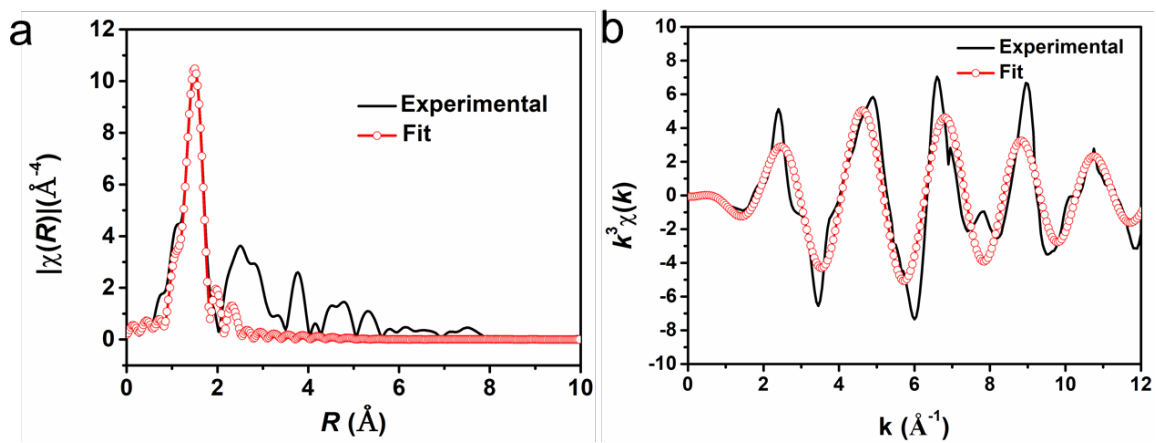 a
12
10
8
6
4
2
0
|χ(R)|(Å⁻⁴)
Experimental
Fit
0 2 4 6 8 10
R (Å)
b
10
8
6
4
2
0
-2
-4
-6
-8
-10
k³χ(k)
Experimental
Fit
0 2 4 6 8 10 12
k (Å⁻¹)